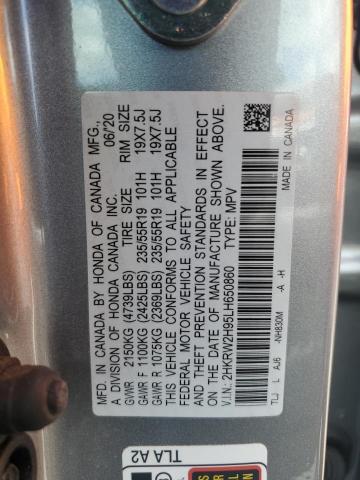 MFD. IN CANADA BY HONDA OF CANADA MFG., 06/20
A DIVISION OF HONDA CANADA INC.
TIRE SIZE RIM SIZE
GVWR 2150KG (4739LBS)
GAWR F 1100KG (2425LBS) 235/55R19 101H 19X7.5J
GAWR R 1075KG (2369LBS) 235/55R19 101H 19X7.5J
THIS VEHICLE CONFORMS TO ALL APPLICABLE
FEDERAL MOTOR VEHICLE SAFETY
AND THEFT PREVENTION STANDARDS IN EFFECT
ON THE DATE OF MANUFACTURE SHOWN ABOVE.
V.I.N.: 2HKRW2H95LH650860 TYPE: MPV
TLJ L AJ6 -NH830M -A -H
MADE IN CANADA
TLA A2